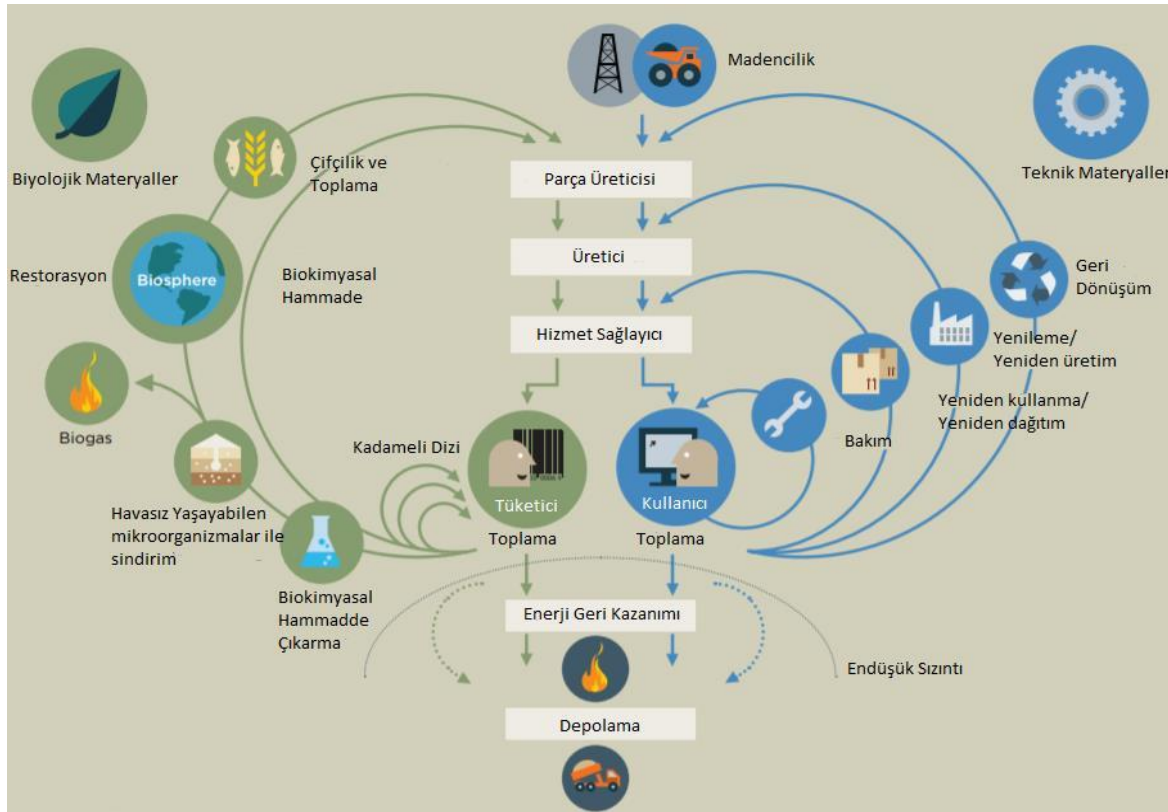 Madencilik
Biyolojik Materyaller
Çifçilik ve
Toplama
Parça Üreticisi
Teknik Materyaller
Restorasyon
Biosphere
Biokimyasal
Hammade
Üretici
Geri
Dönüşüm
Hizmet Sağlayıcı
Yenileme/
Yeniden üretim
Biogas
Yeniden kullanma/
Yeniden dağıtım
Kadameli Dizi
Bakım
Tüketici
Kullanıcı
Toplama
Toplama
Havasız Yaşayabilen
mikroorganizmalar ile
sindirim
Biokimyasal
Hammadde
Çıkarma
Enerji Geri Kazanımı
Endüşük Sızıntı
Depolama